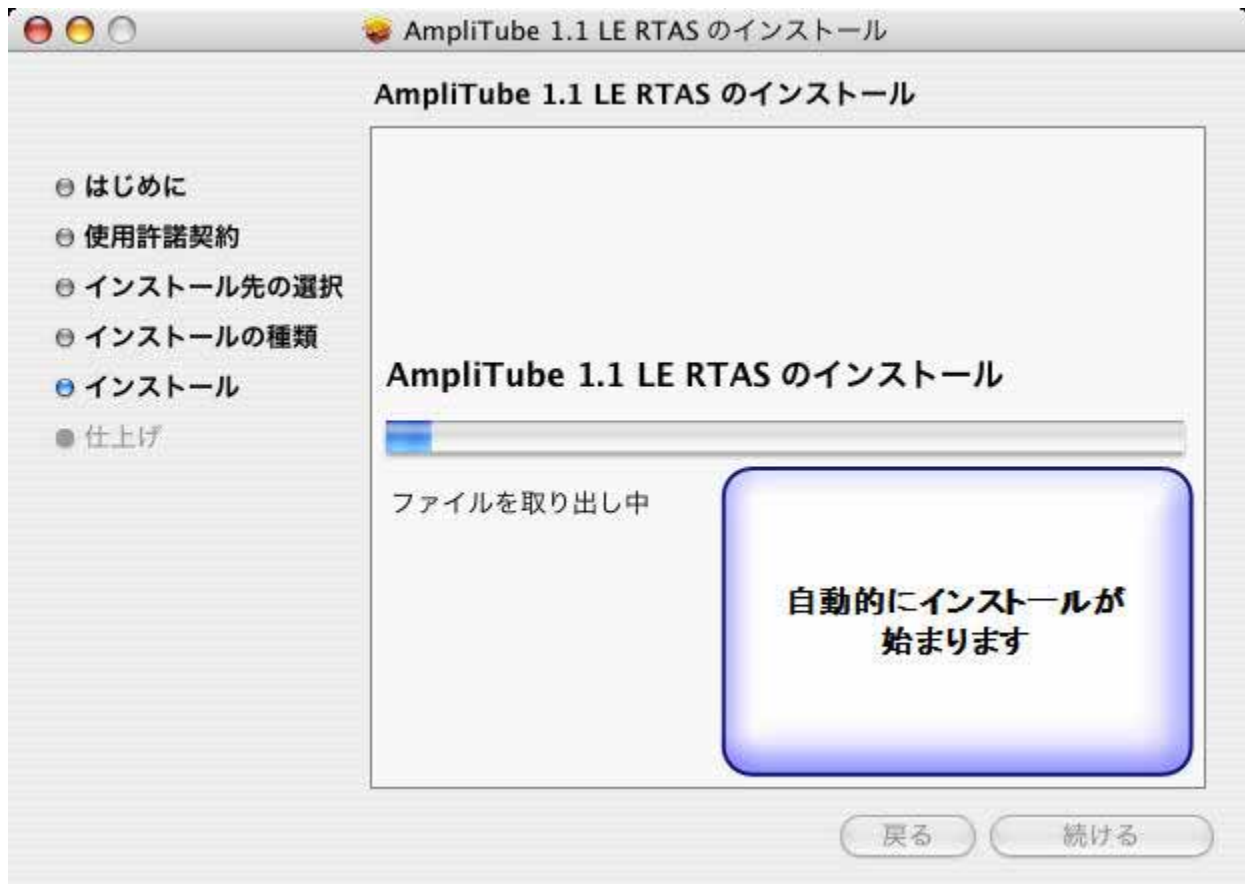 AmpliTube 1.1 LE RTAS のインストール
AmpliTube 1.1 LE RTAS のインストール
はじめに
使用許諾契約
インストール先の選択
インストールの種類
インストール
仕上げ
AmpliTube 1.1 LE RTAS のインストール
ファイルを取り出し中
自動的にインストールが
始まります
戻る
続ける